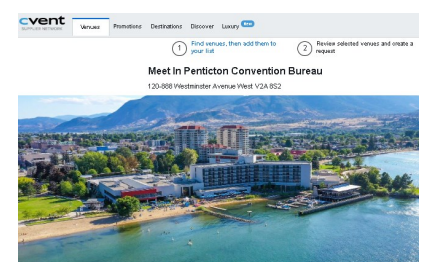 cvent
SUPPLIER NETWORK
Venues Promotions Destinations Discover Luxury New
1 Find venues, then add them to your list
2 Review selected venues and create a request
Meet In Penticton Convention Bureau
120-888 Westminster Avenue West V2A 8S2